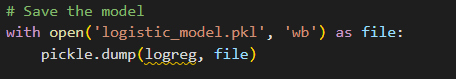 # Save the model
with open('logistic_model.pkl', 'wb') as file:
    pickle.dump(logreg, file)